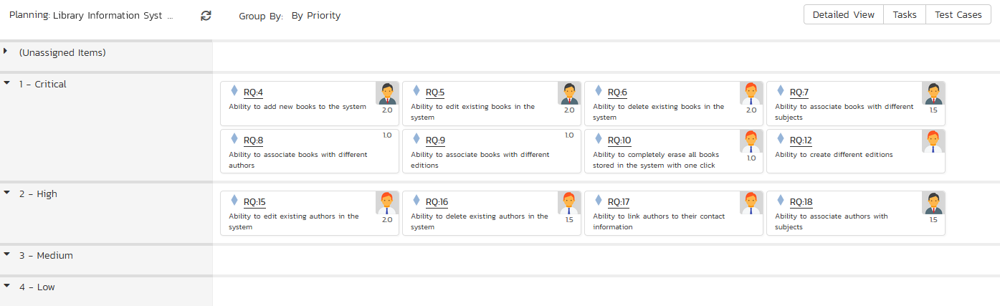 Planning: Library Information Syst ... Group By: By Priority Detailed View Tasks Test Cases
(Unassigned Items)
1 - Critical
RQ:4
Ability to add new books to the system
2.0
RQ:5
Ability to edit existing books in the
system
2.0
RQ:6
Ability to delete existing books in the
system
2.0
RQ:7
Ability to associate books with different
subjects
1.5
RQ:8
Ability to associate books with different
authors
1.0
RQ:9
Ability to associate books with different
editions
1.0
RQ:10
Ability to completely erase all books
stored in the system with one click
1.0
RQ:12
Ability to create different editions
2 - High
RQ:15
Ability to edit existing authors in the
system
2.0
RQ:16
Ability to delete existing authors in the
system
1.5
RQ:17
Ability to link authors to their contact
information
RQ:18
Ability to associate authors with
subjects
1.5
3 - Medium
4 - Low